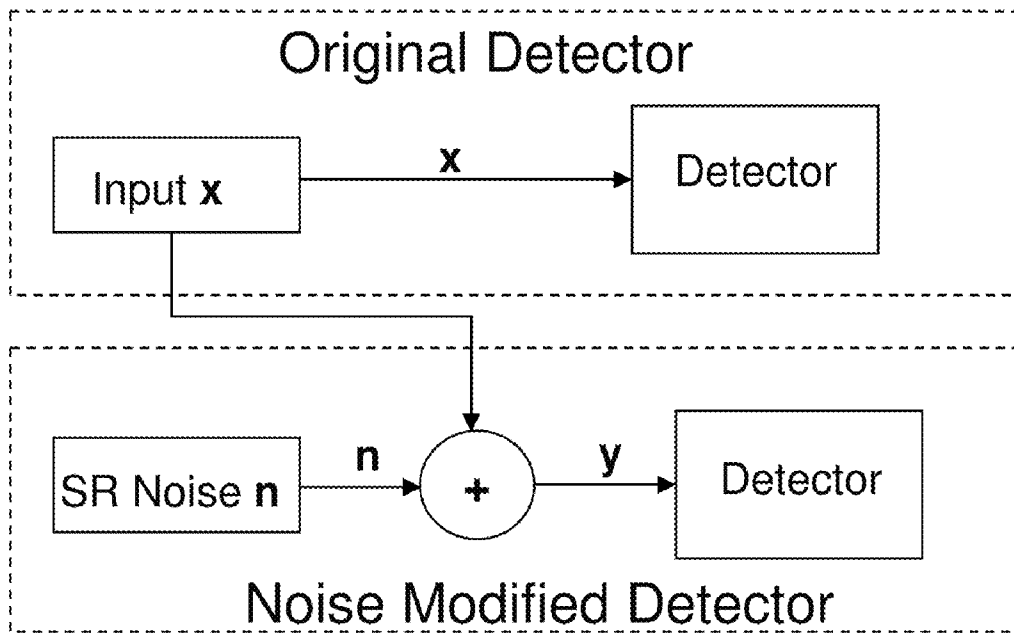 Original Detector
Input x
x
Detector
SR Noise n
n
+
y
Detector
Noise Modified Detector